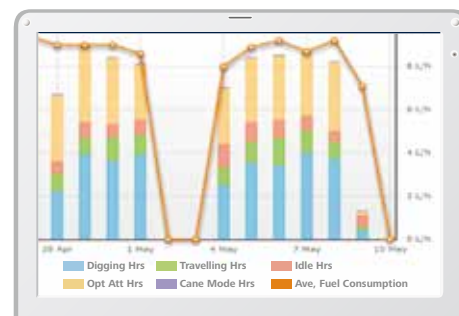 8 L/h
6 L/h
4 L/h
2 L/h
0 L/h
28 Apr 1 May 4 May 7 May 10 May
Digging Hrs Travelling Hrs Idle Hrs
Opt Att Hrs Cane Mode Hrs Ave, Fuel Consumption